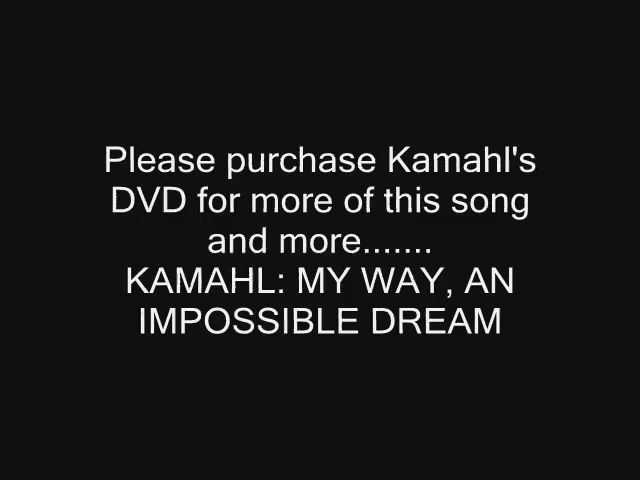 Please purchase Kamahl's
DVD for more of this song
and more.......
KAMAHL: MY WAY, AN
IMPOSSIBLE DREAM